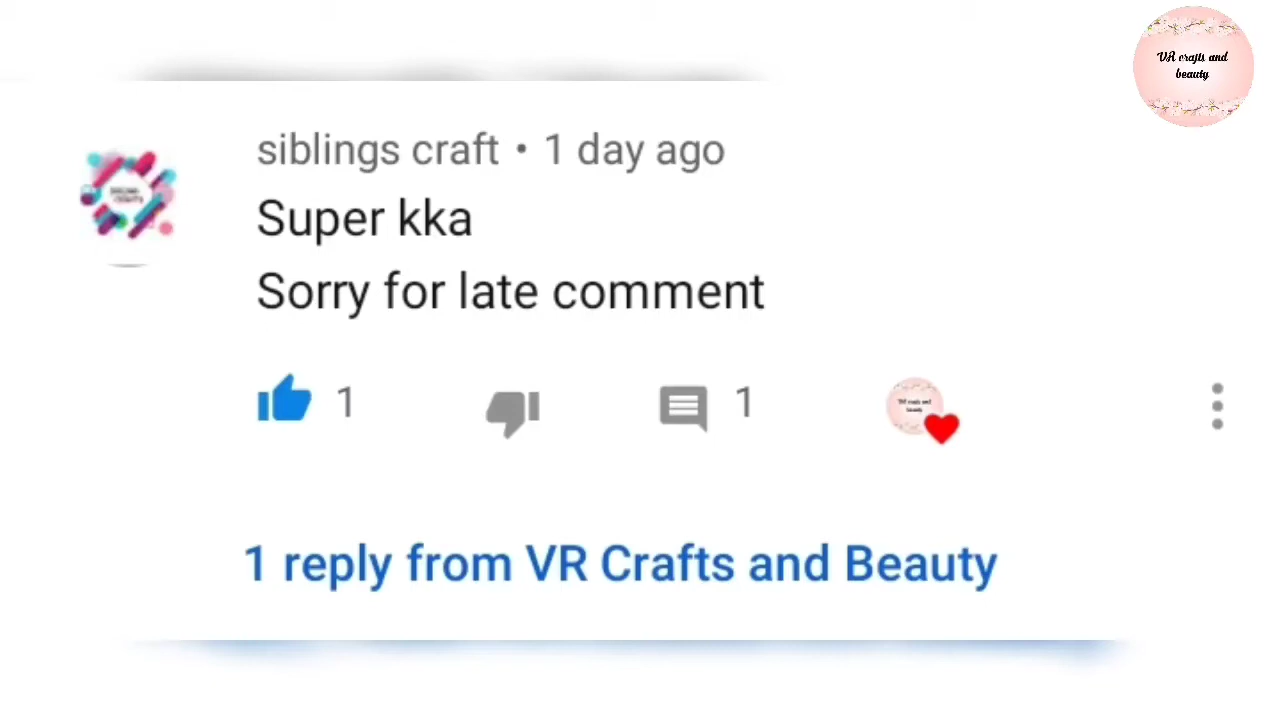 VR crafts and
beauty
siblings craft • 1 day ago
Super kka
Sorry for late comment
1
1
1 reply from VR Crafts and Beauty